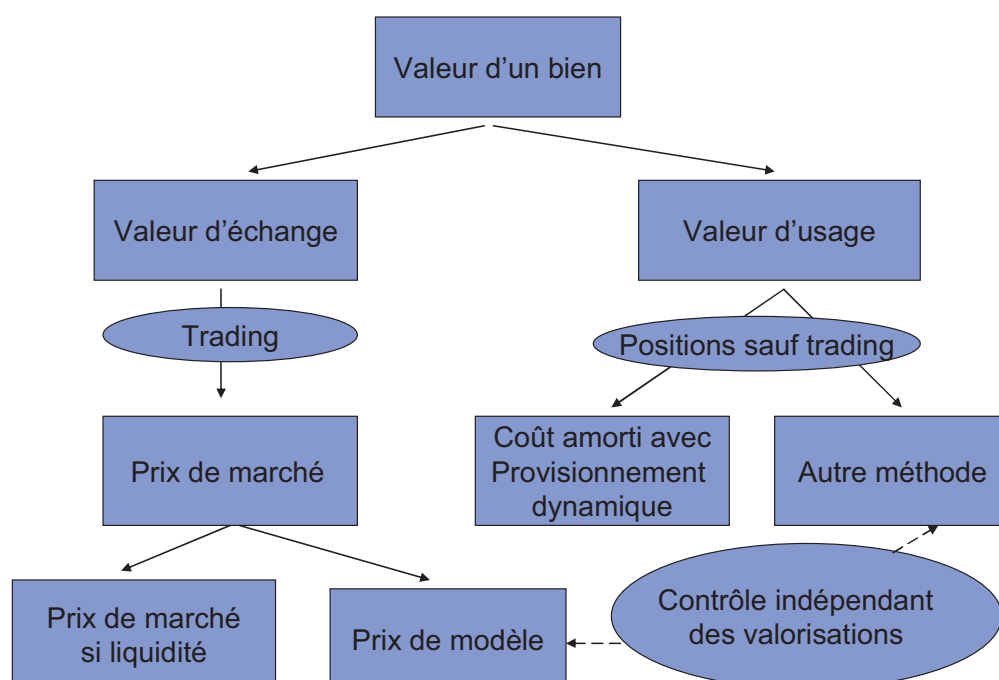 Valeur d’un bien
Valeur d’échange
Valeur d’usage
Trading
Positions sauf trading
Prix de marché
Coût amorti avec
Provisionnement
dynamique
Autre méthode
Prix de marché
si liquidité
Prix de modèle
Contrôle indépendant
des valorisations